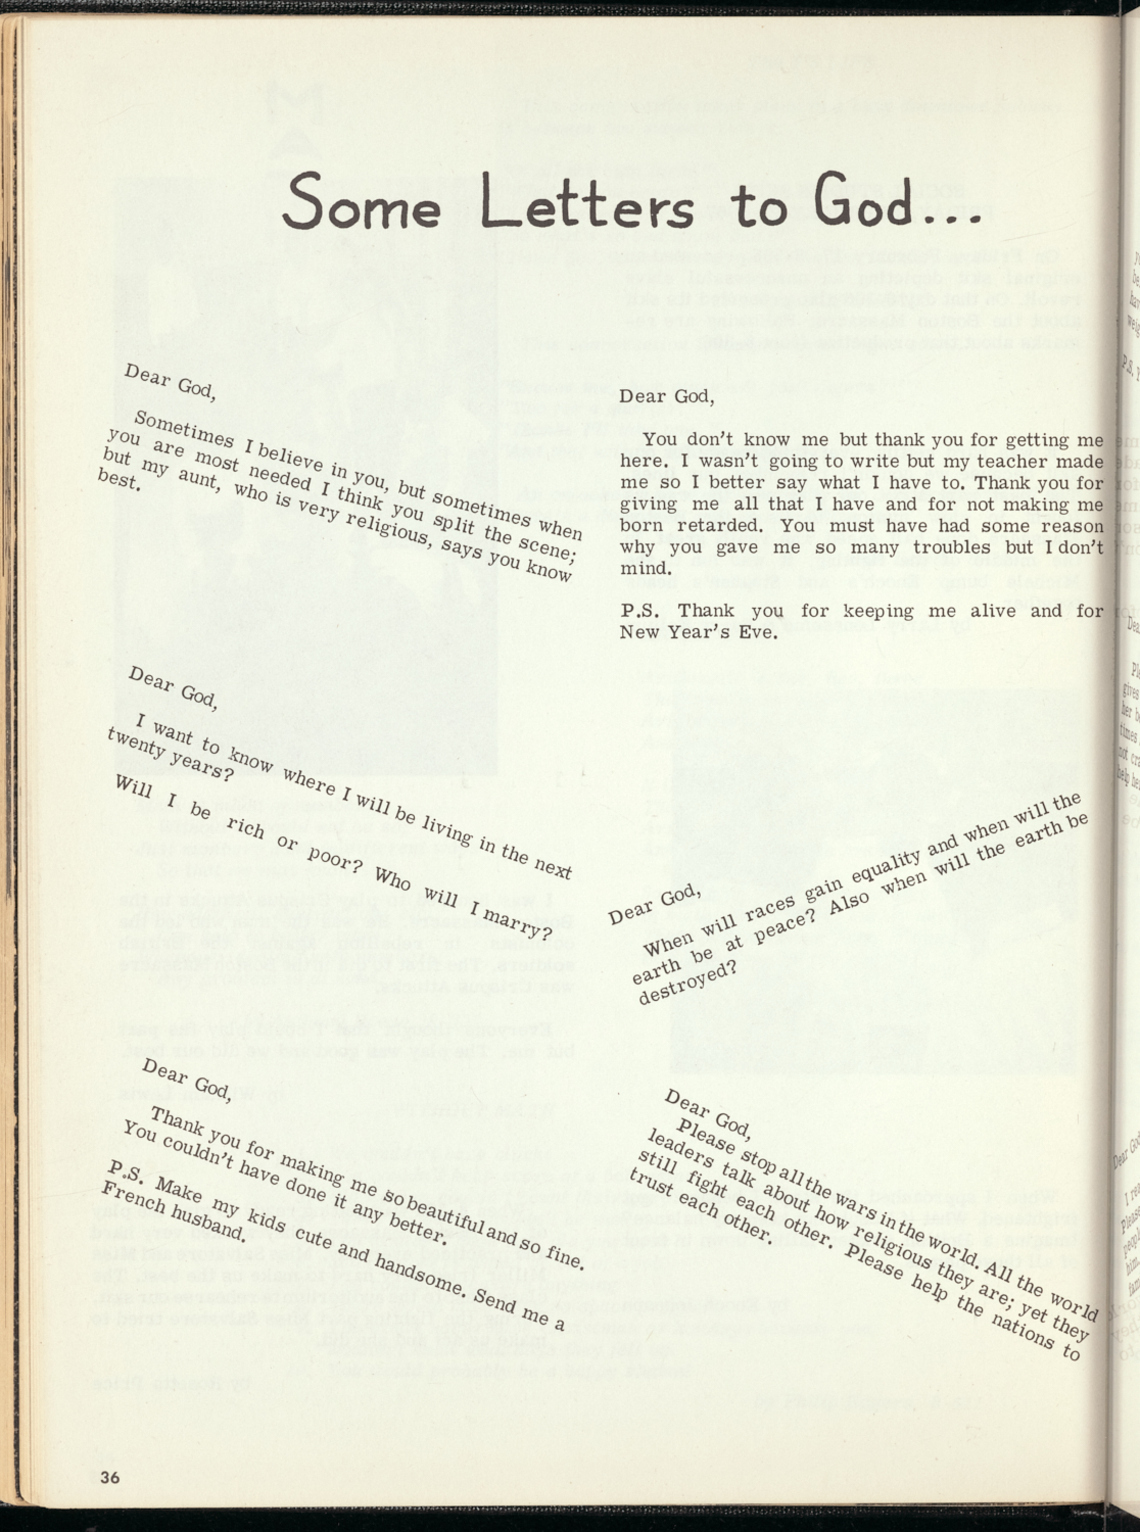 Some Letters to God...
Dear God,
Sometimes I believe in you, but sometimes when
you are most needed I think you split the scene;
but my aunt, who is very religious, says you know
best.
Dear God,
You don't know me but thank you for getting me
here. I wasn't going to write but my teacher made
me so I better say what I have to. Thank you for
giving me all that I have and for not making me
born retarded. You must have had some reason
why you gave me so many troubles but I don't
mind.
P.S. Thank you for keeping me alive and for
New Year's Eve.
Dear God,
I want to know where I will be living in the next
twenty years?
Will I be rich or poor? Who will I marry?
Dear God,
When will races gain equality and when will the
earth be at peace? Also when will the earth be
destroyed?
Dear God,
Thank you for making me so beautiful and so fine.
You couldn't have done it any better.
P.S. Make my kids cute and handsome. Send me a
French husband.
Dear God,
Please stop all the wars in the world. All the world
leaders talk about how religious they are; yet they
still fight each other. Please help the nations to
trust each other.
36